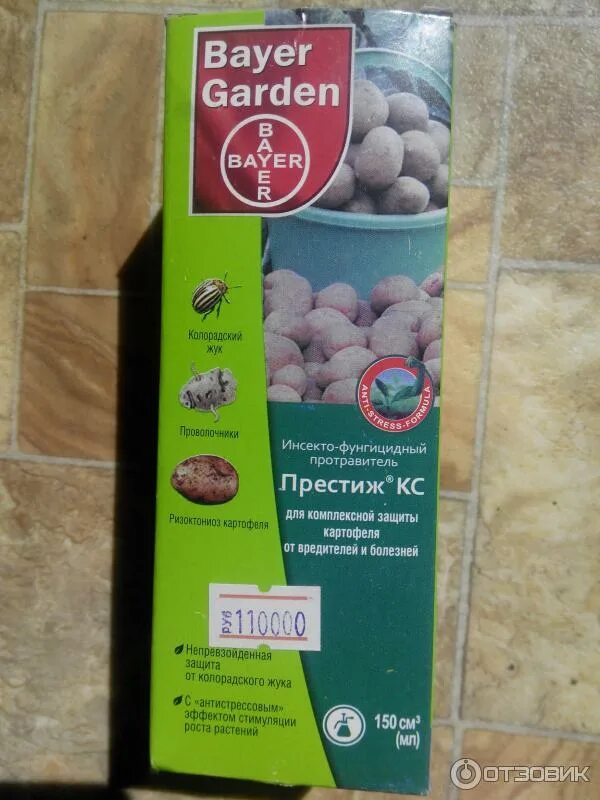 Bayer
Garden
BAYER
BAYER
Колорадский
жук
Проволочники
Ризоктониоз картофеля
ANTI-STRESS-FORMULA
Инсекто-фунгицидный
протравитель
Престиж® КС
для комплексной защиты
картофеля
от вредителей и болезней
РУБ 110000
Непревзойденная
защита
от колорадского жука
С "антистрессовым"
эффектом стимуляции
роста растений
150 см³
(мл)
ОТЗОВИК